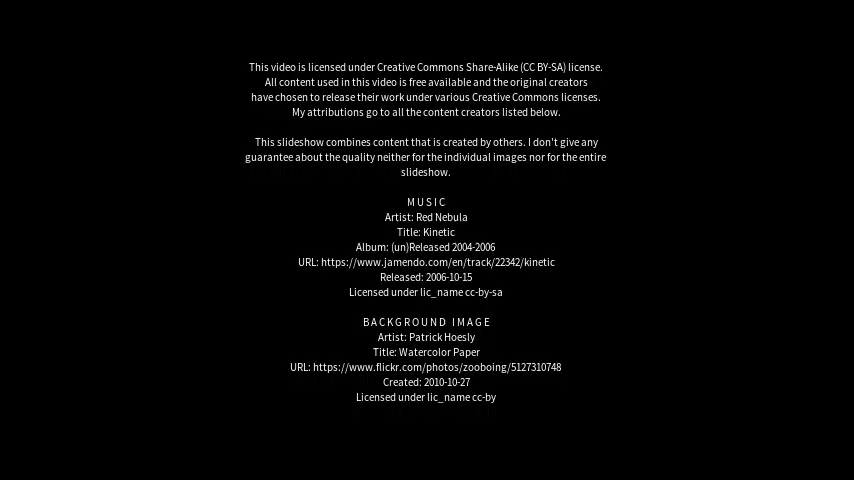 This video is licensed under Creative Commons Share-Alike (CC BY-SA) license.
All content used in this video is free available and the original creators
have chosen to release their work under various Creative Commons licenses.
My attributions go to all the content creators listed below.
This slideshow combines content that is created by others. I don't give any
guarantee about the quality neither for the individual images nor for the entire
slideshow.
MUSIC
Artist: Red Nebula
Title: Kinetic
Album: (un)Released 2004-2006
URL: https://www.jamendo.com/en/track/22342/kinetic
Released: 2006-10-15
Licensed under lic_name cc-by-sa
BACKGROUND IMAGE
Artist: Patrick Hoesly
Title: Watercolor Paper
URL: https://www.flickr.com/photos/zooboing/5127310748
Created: 2010-10-27
Licensed under lic_name cc-by